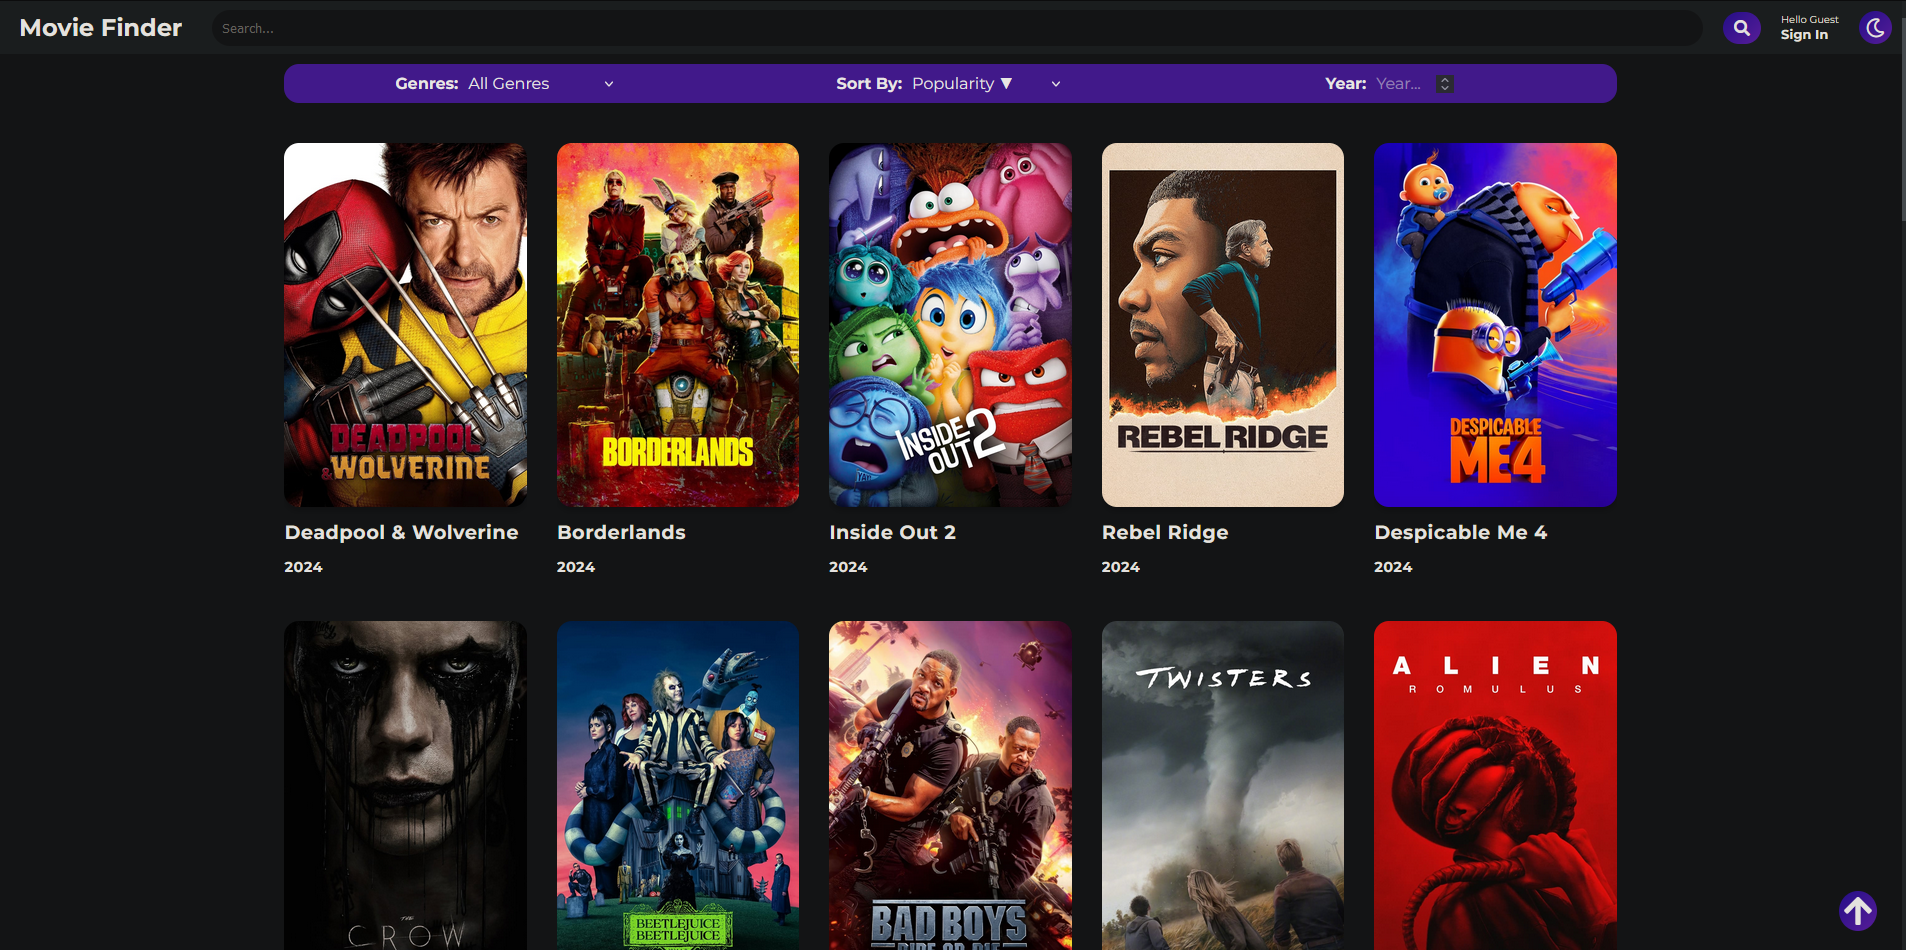 Movie Finder
Search...
Hello Guest
Sign In
Genres: All Genres
Sort By: Popularity ▼
Year: Year...
DEADPOOL
& WOLVERINE
BORDERLANDS
INSIDE
OUT 2
REBEL RIDGE
DESPICABLE
ME 4
Deadpool & Wolverine
Borderlands
Inside Out 2
Rebel Ridge
Despicable Me 4
2024
2024
2024
2024
2024
THE
CROW
BEETLEJUICE
BEETLEJUICE
BAD BOYS
RIDE OR DIE
TWISTERS
ALIEN
ROMULUS